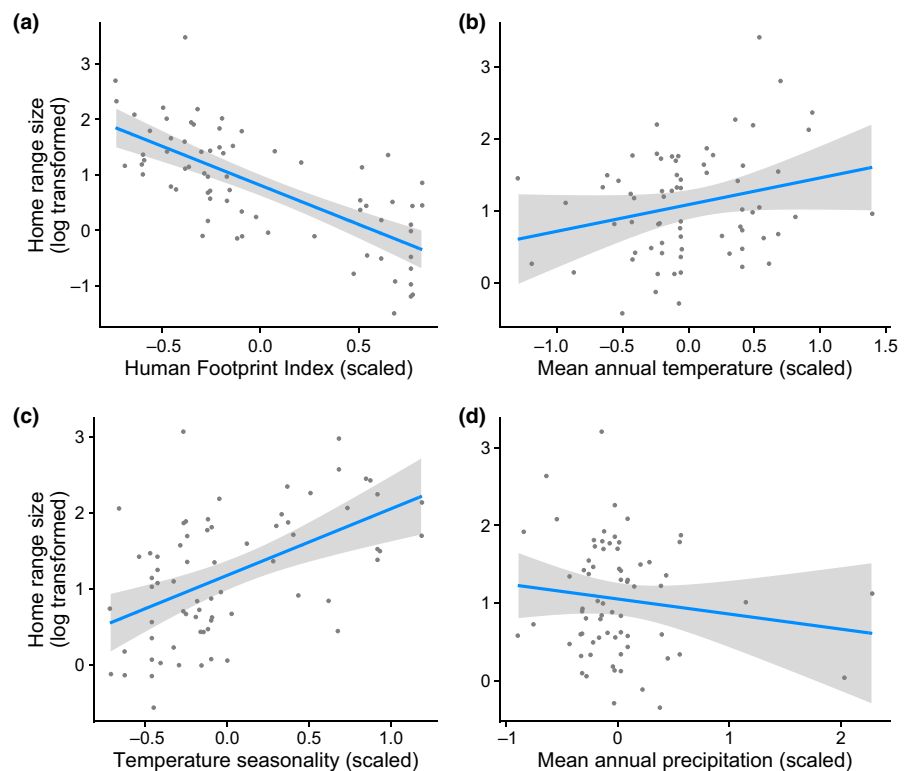 (a)
Home range size
(log transformed)
3
2
1
0
–1
–0.5
0.0
0.5
Human Footprint Index (scaled)
(b)
3
2
1
0
–1.0
–0.5
0.0
0.5
1.0
1.5
Mean annual temperature (scaled)
(c)
Home range size
(log transformed)
3
2
1
0
–0.5
0.0
0.5
1.0
Temperature seasonality (scaled)
(d)
3
2
1
0
–1
0
1
2
Mean annual precipitation (scaled)